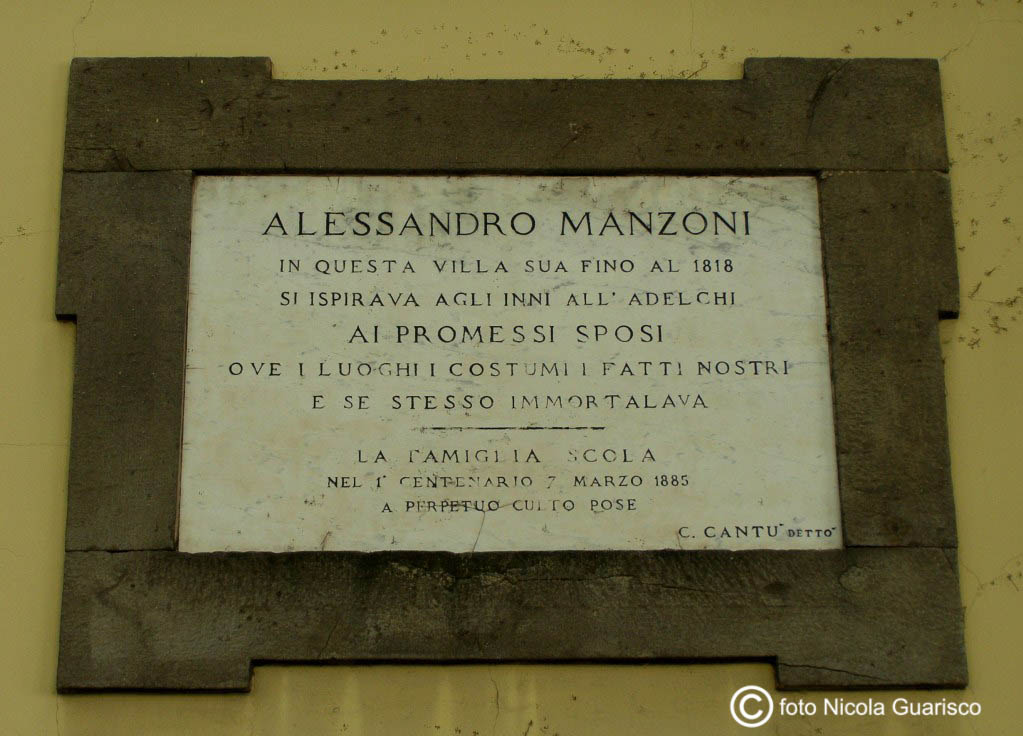 ALESSANDRO MANZONI
IN QUESTA VILLA SUA FINO AL 1818
SI ISPIRAVA AGLI INNI ALL' ADELCHI
AI PROMESSI SPOSI
OVE I LUOGHI I COSTUMI I FATTI NOSTRI
E SE STESSO IMMORTALAVA
LA FAMIGLIA SCOLA
NEL 1° CENTENARIO 7 MARZO 1885
A PERPETUO CULTO POSE
C. CANTU' DETTO'
© foto Nicola Guarisco